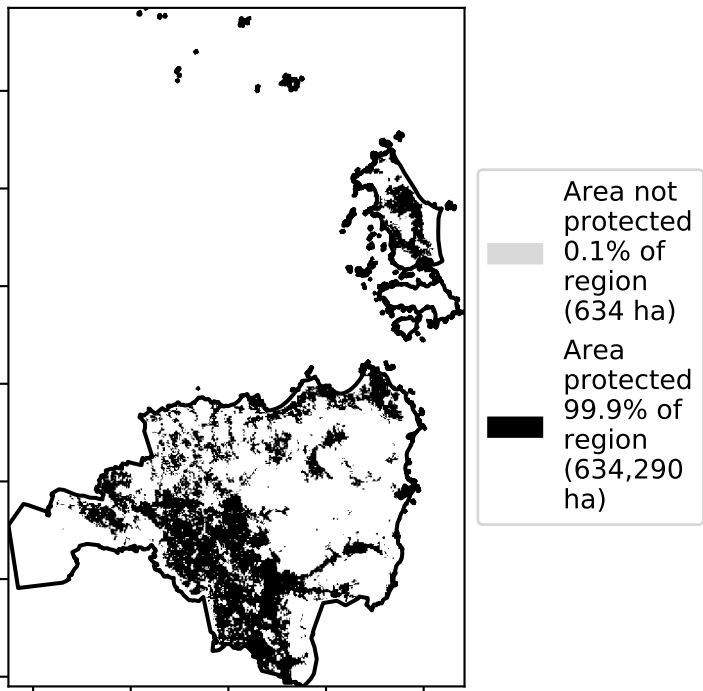 Area not
protected
0.1% of
region
(634 ha)
Area
protected
99.9% of
region
(634,290
ha)